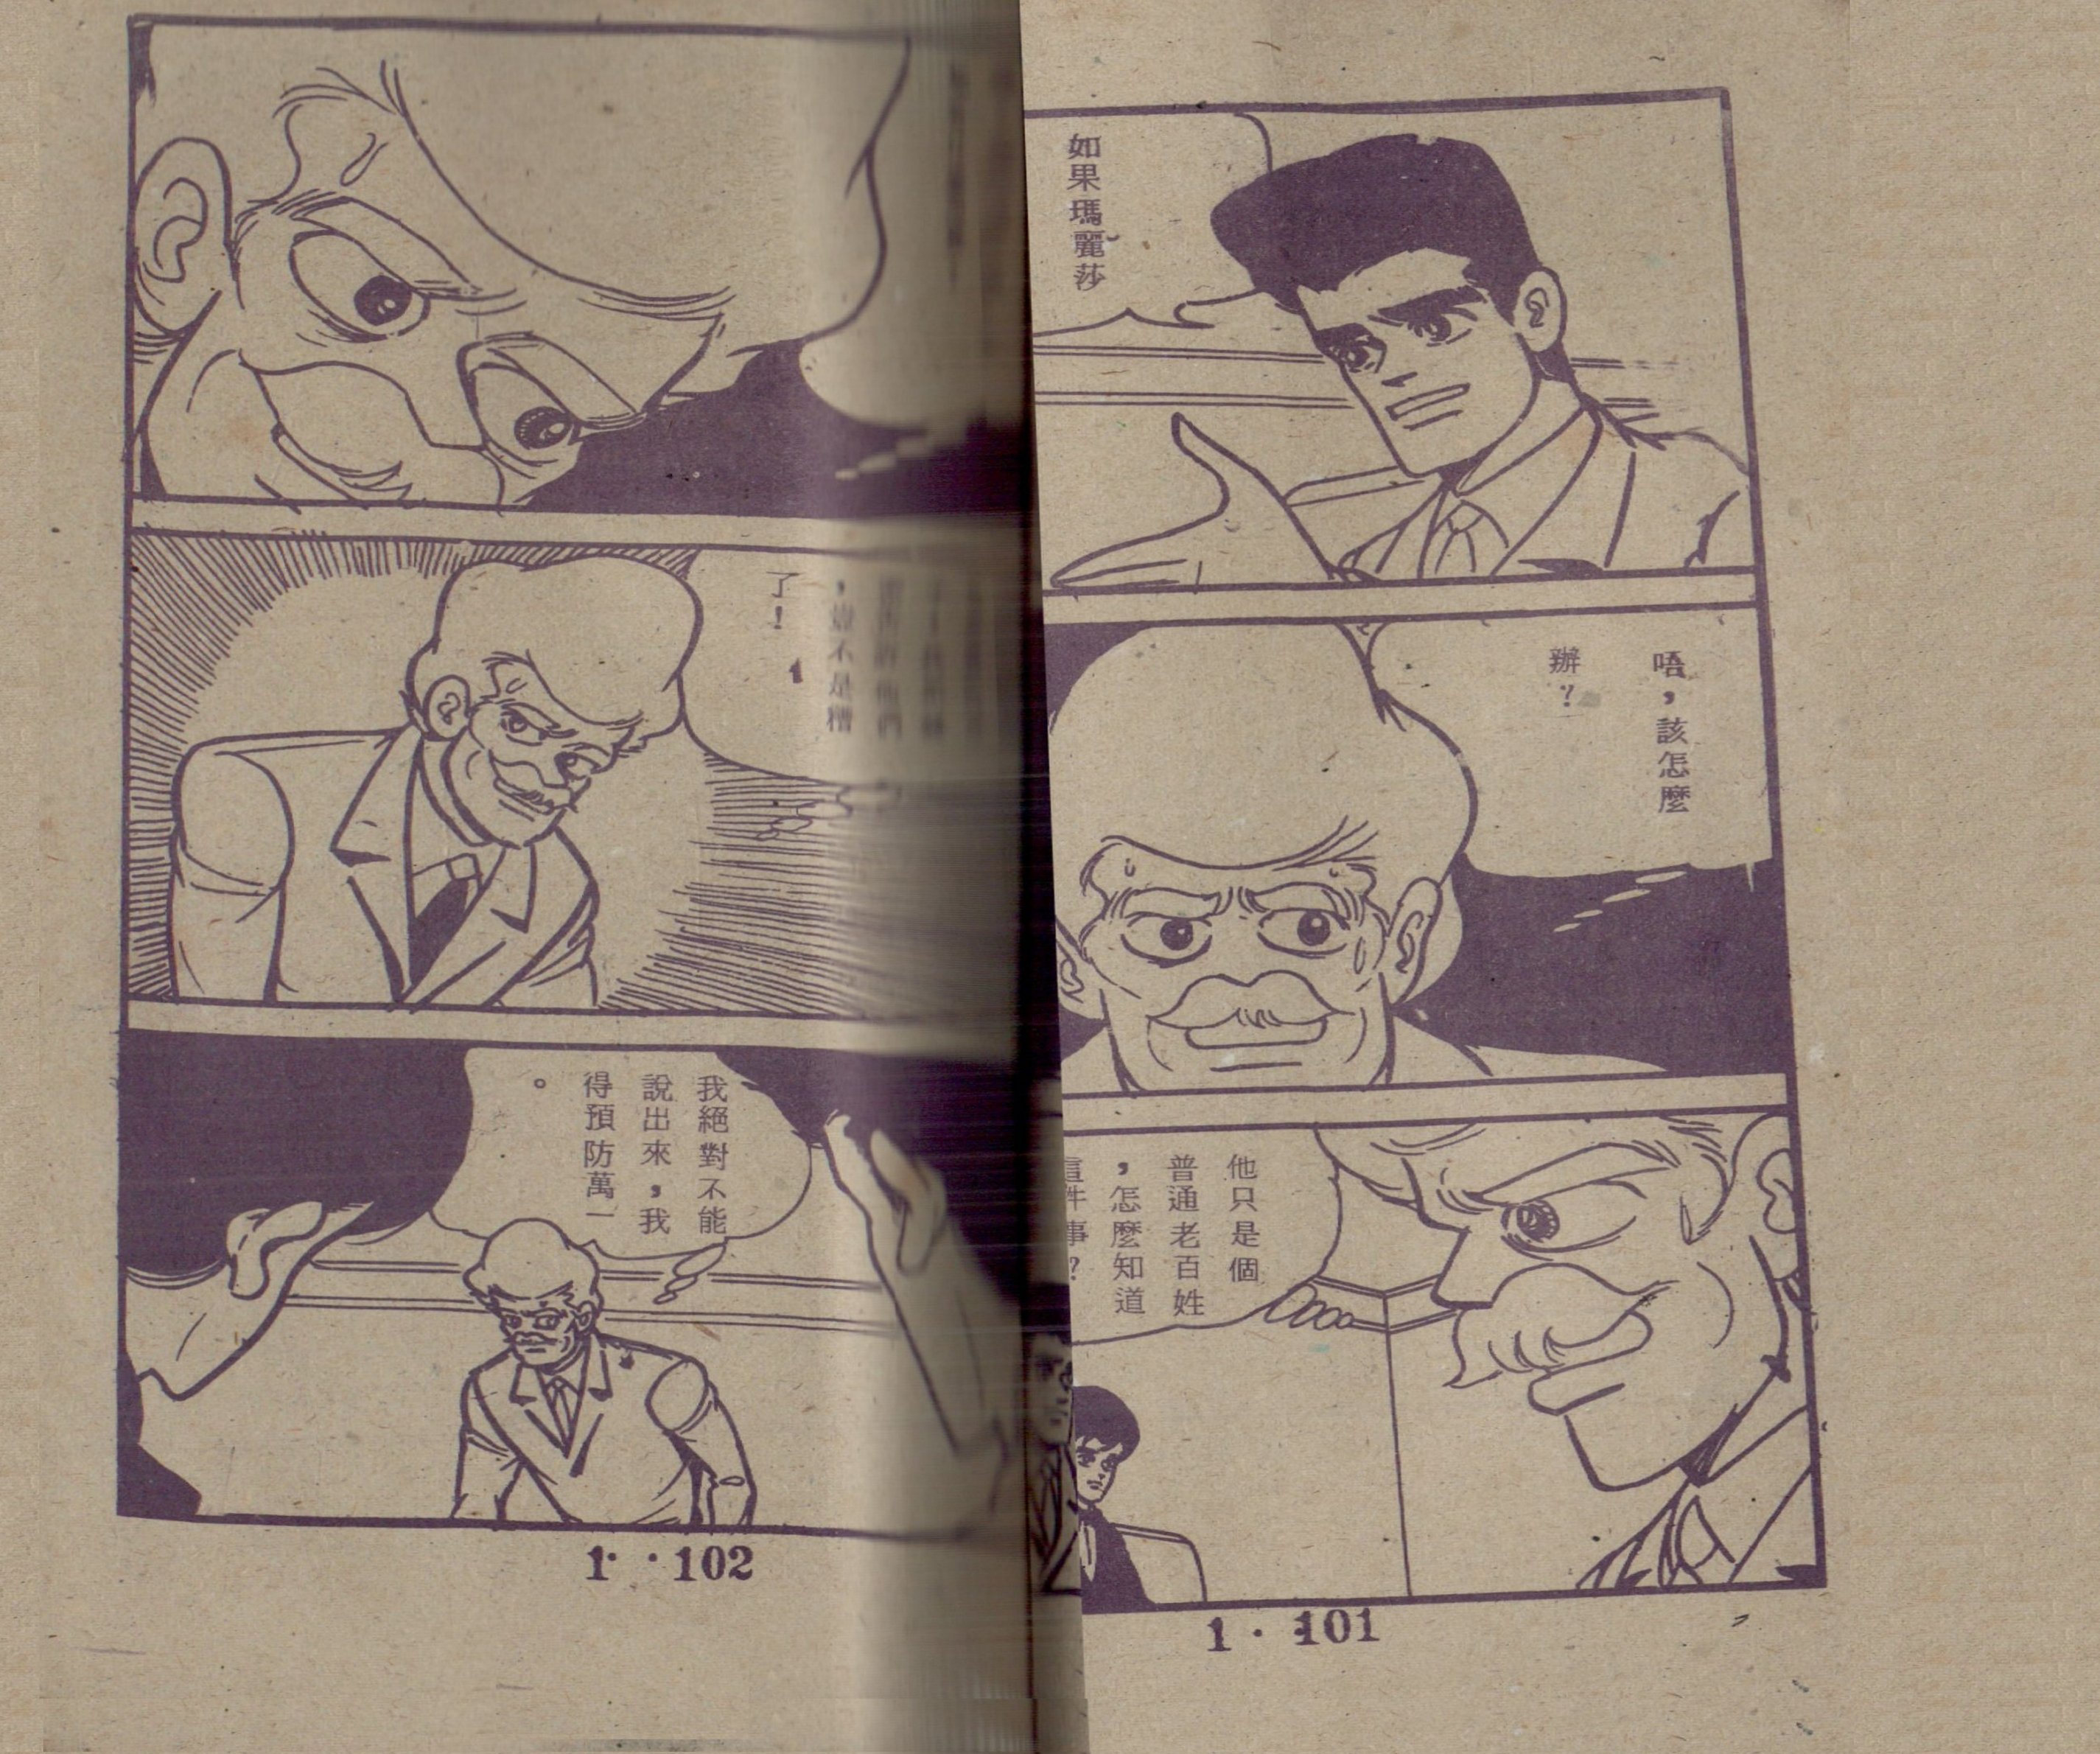 如果瑪麗莎
唔，該怎麼
辦？
他只是個
普通老百姓
，怎麼知道
這件事？
1·101
，豈不是糟
了！
我絕對不能
說出來，我
得預防萬一
。
1··102